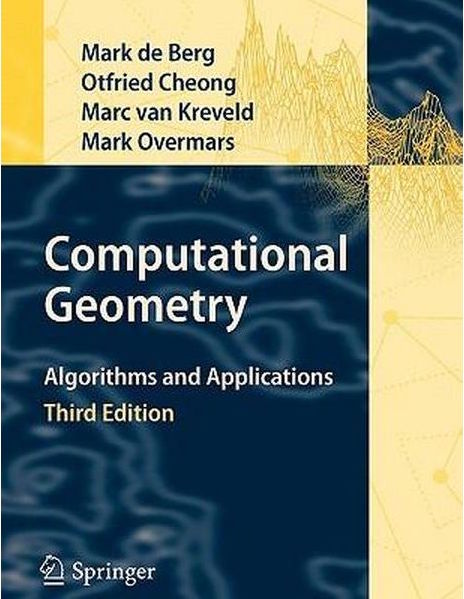 Mark de Berg
Otfried Cheong
Marc van Kreveld
Mark Overmars
Computational
Geometry
Algorithms and Applications
Third Edition
Springer